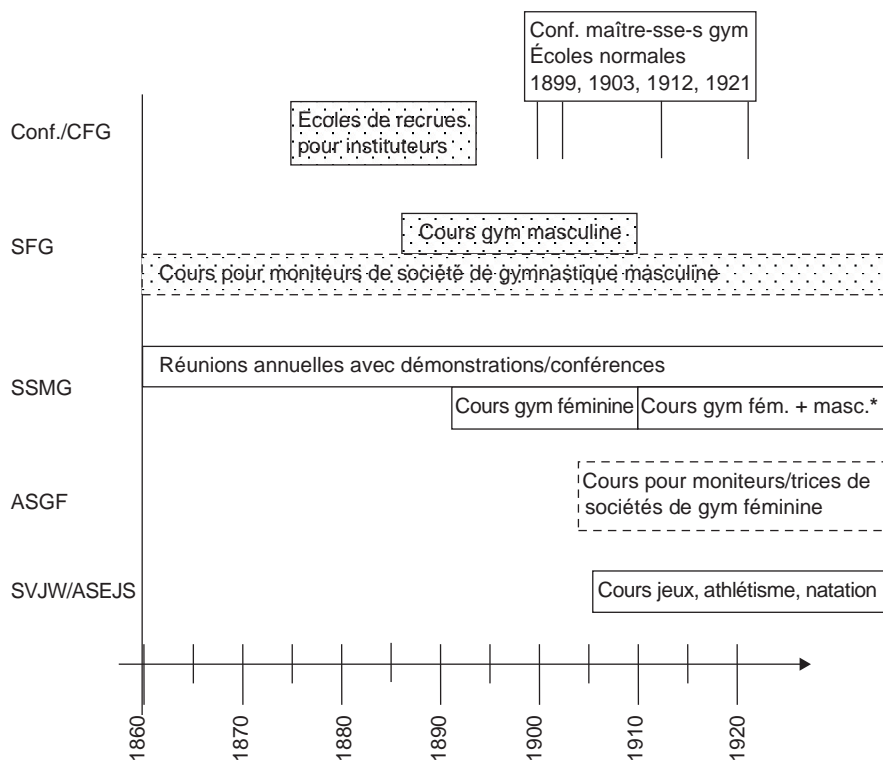 Conf. maître-sse-s gym
Écoles normales
1899, 1903, 1912, 1921
Conf./CFG
Ecoles de recrues
pour instituteurs
SFG
Cours gym masculine
Cours pour moniteurs de société de gymnastique masculine
SSMG
Réunions annuelles avec démonstrations/conférences
Cours gym féminine
Cours gym fém. + masc.*
ASGF
Cours pour moniteurs/trices de
sociétés de gym féminine
SVJW/ASEJS
Cours jeux, athlétisme, natation
1860
1870
1880
1890
1900
1910
1920